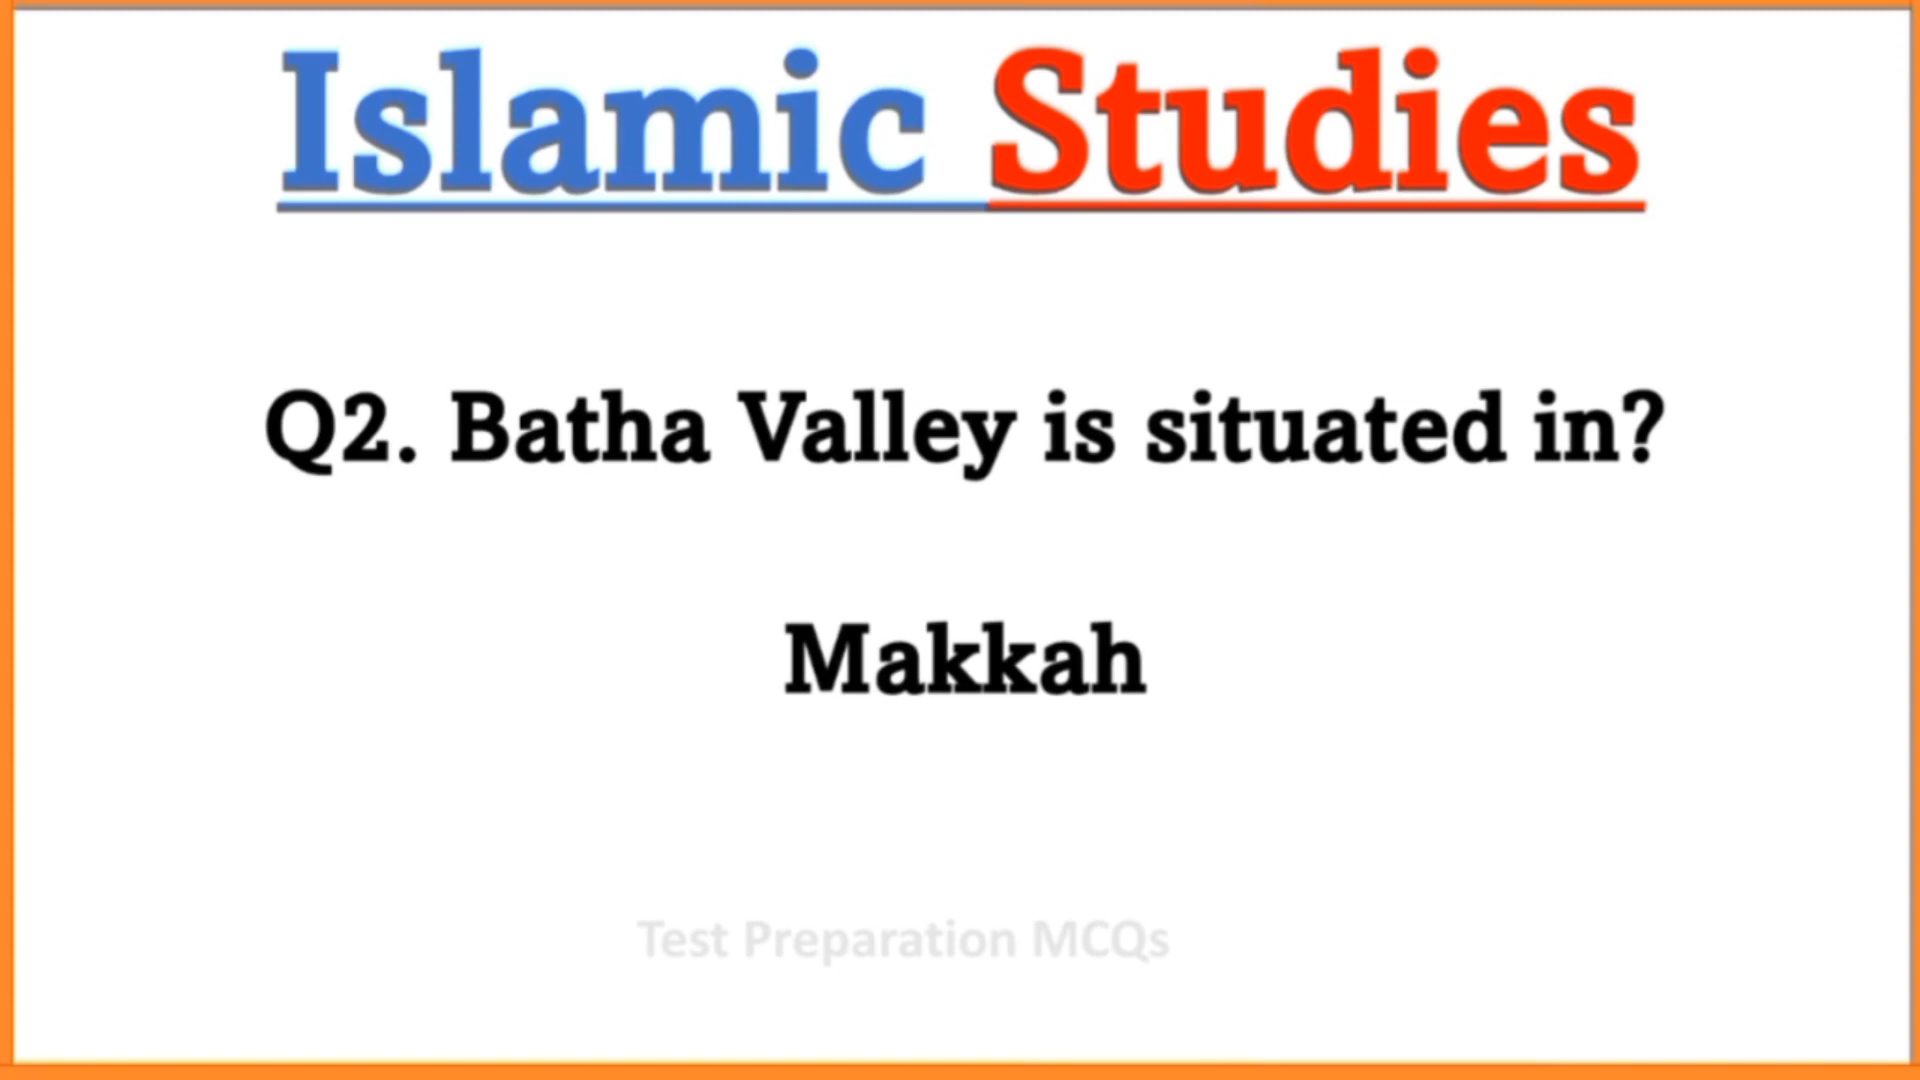 Islamic Studies
Q2. Batha Valley is situated in?
Makkah
Test Preparation MCQs